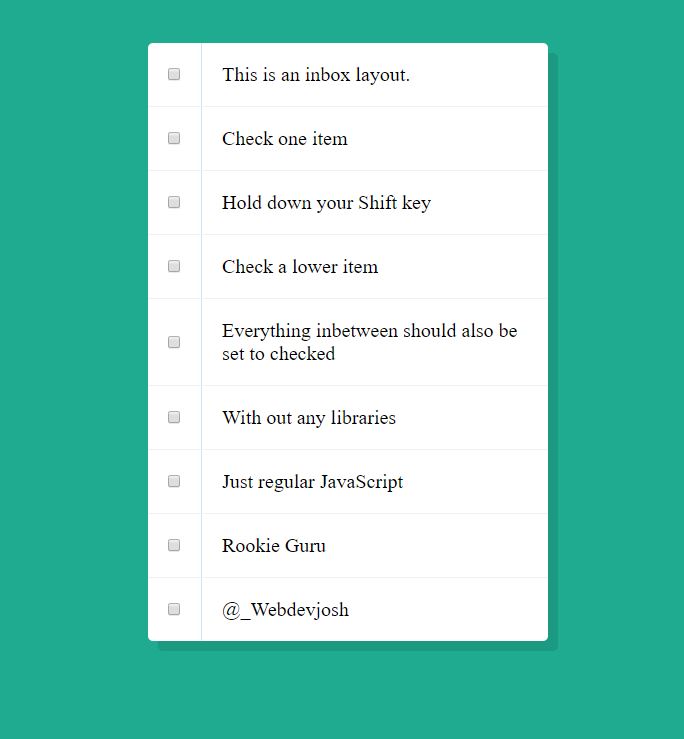 This is an inbox layout.
Check one item
Hold down your Shift key
Check a lower item
Everything inbetween should also be
set to checked
With out any libraries
Just regular JavaScript
Rookie Guru
@_Webdevjosh